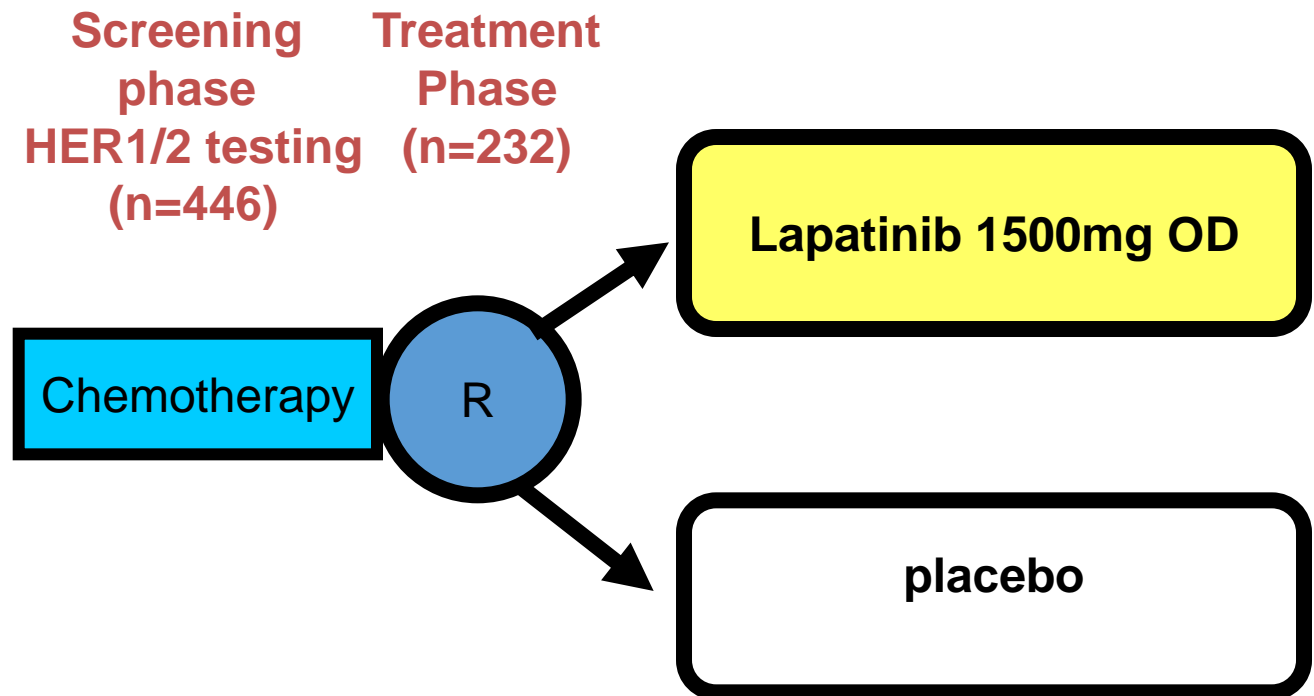 Screening
phase
HER1/2 testing
(n=446)
Treatment
Phase
(n=232)
Lapatinib 1500mg OD
Chemotherapy
R
placebo